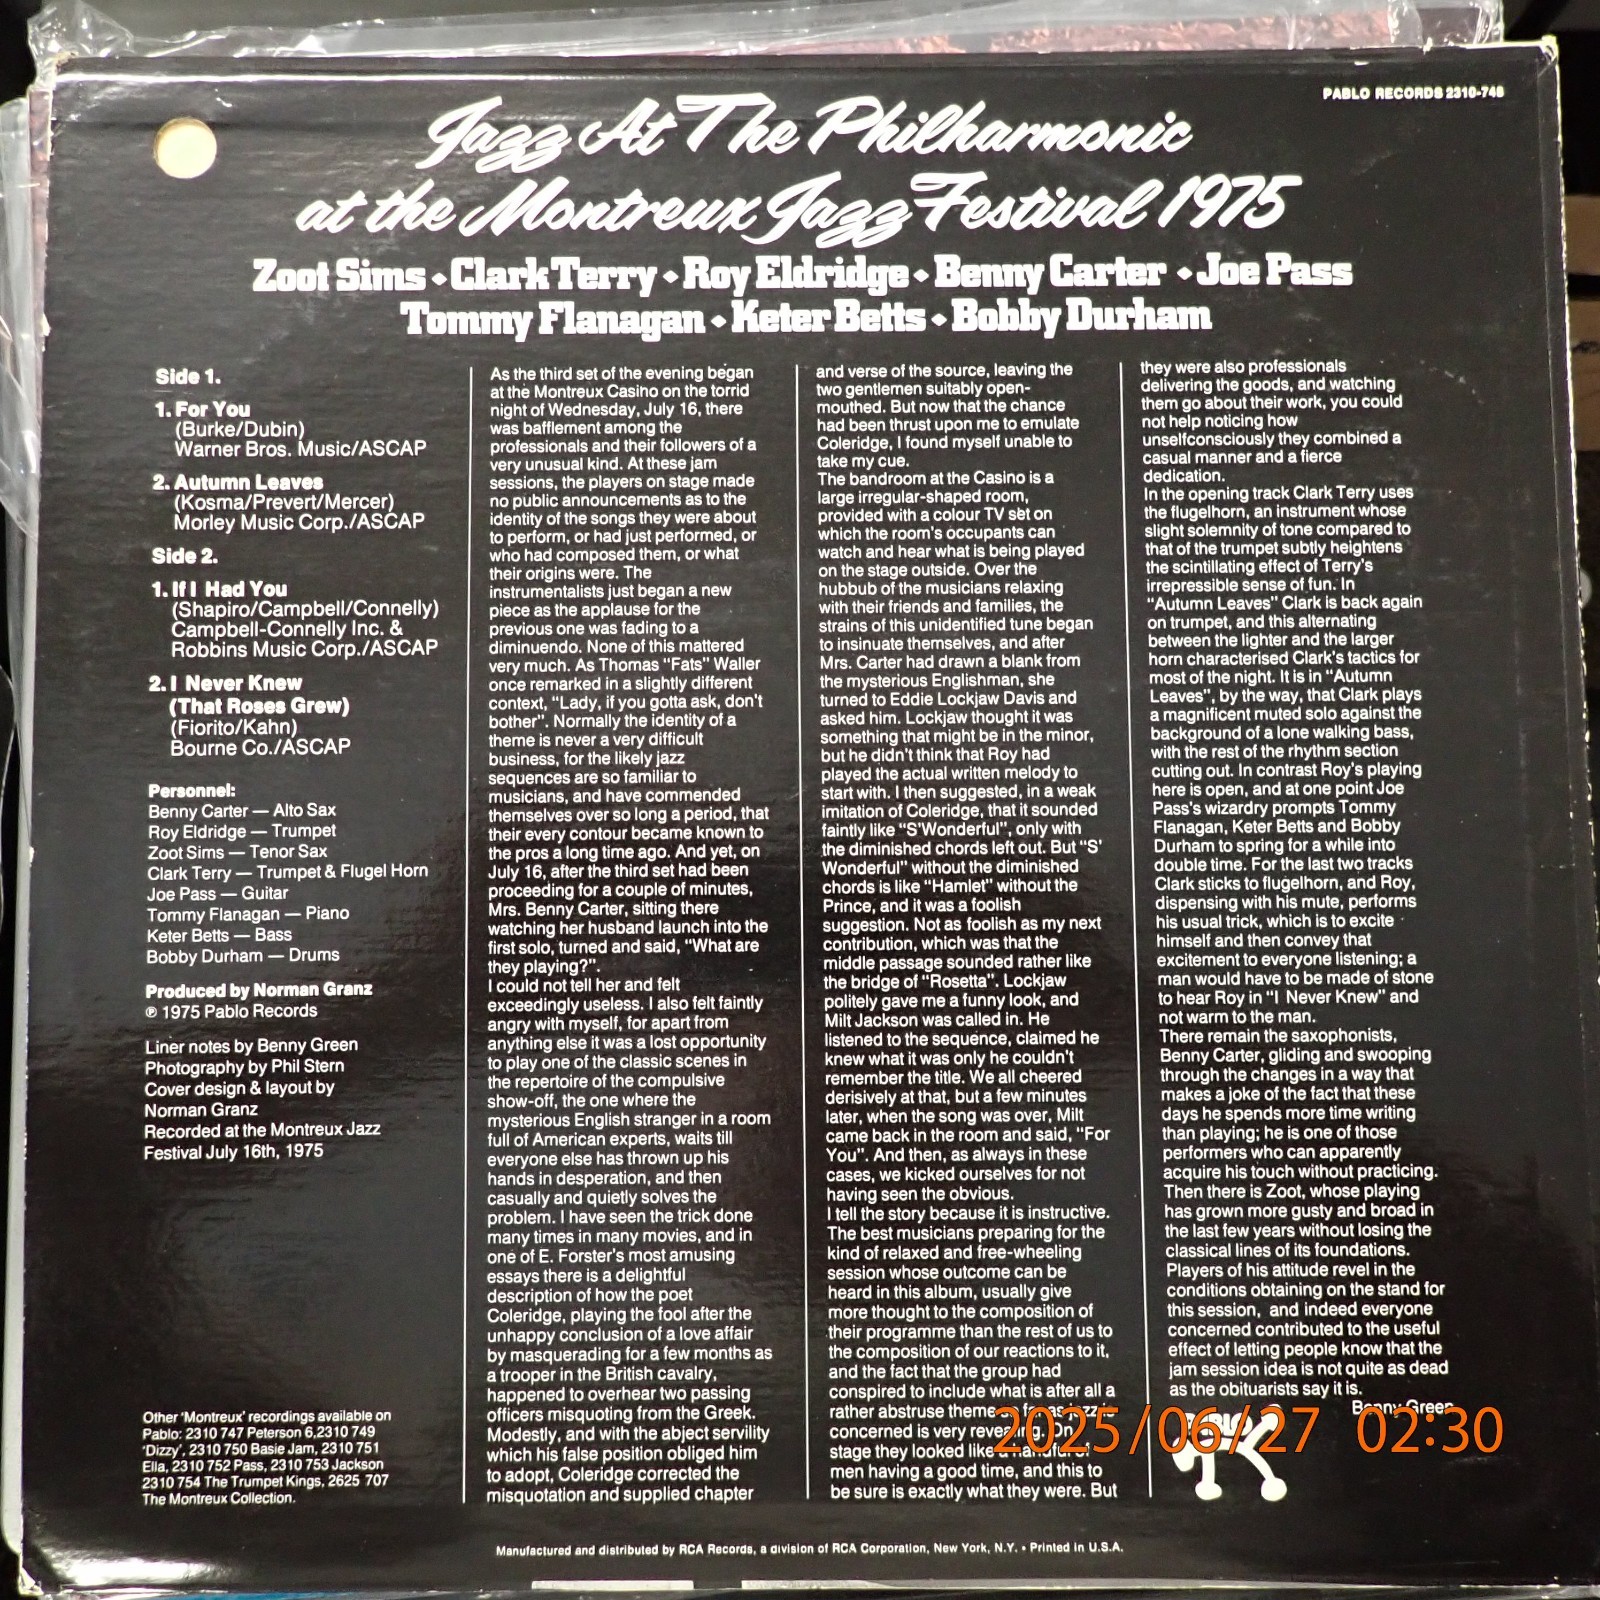 PABLO RECORDS 2310-748
Jazz At The Philharmonic
at the Montreux Jazz Festival 1975
Zoot Sims • Clark Terry • Roy Eldridge • Benny Carter • Joe Pass
Tommy Flanagan • Keter Betts • Bobby Durham
Side 1.
1. For You
(Burke/Dubin)
Warner Bros. Music/ASCAP
2. Autumn Leaves
(Kosma/Prevert/Mercer)
Morley Music Corp./ASCAP
Side 2.
1. If I Had You
(Shapiro/Campbell/Connelly)
Campbell-Connelly Inc. &
Robbins Music Corp./ASCAP
2. I Never Knew
(That Roses Grew)
(Fiorito/Kahn)
Bourne Co./ASCAP
Personnel:
Benny Carter — Alto Sax
Roy Eldridge — Trumpet
Zoot Sims — Tenor Sax
Clark Terry — Trumpet & Flugel Horn
Joe Pass — Guitar
Tommy Flanagan — Piano
Keter Betts — Bass
Bobby Durham — Drums
Produced by Norman Granz
℗ 1975 Pablo Records
Liner notes by Benny Green
Photography by Phil Stern
Cover design & layout by
Norman Granz
Recorded at the Montreux Jazz
Festival July 16th, 1975
Other 'Montreux' recordings available on
Pablo: 2310 747 Peterson 6,2310 749
'Dizzy', 2310 750 Basie Jam, 2310 751
Ella, 2310 752 Pass, 2310 753 Jackson
2310 754 The Trumpet Kings, 2625 707
The Montreux Collection.
As the third set of the evening began
at the Montreux Casino on the torrid
night of Wednesday, July 16, there
was bafflement among the
professionals and their followers of a
very unusual kind. At these jam
sessions, the players on stage made
no public announcements as to the
identity of the songs they were about
to perform, or had just performed, or
who had composed them, or what
their origins were. The
instrumentalists just began a new
piece as the applause for the
previous one was fading to a
diminuendo. None of this mattered
very much. As Thomas "Fats" Waller
once remarked in a slightly different
context, "Lady, if you gotta ask, don't
bother". Normally the identity of a
theme is never a very difficult
business, for the likely jazz
sequences are so familiar to
musicians, and have commended
themselves over so long a period, that
their every contour became known to
the pros a long time ago. And yet, on
July 16, after the third set had been
proceeding for a couple of minutes,
Mrs. Benny Carter, sitting there
watching her husband launch into the
first solo, turned and said, "What are
they playing?".
I could not tell her and felt
exceedingly useless. I also felt faintly
angry with myself, for apart from
anything else it was a lost opportunity
to play one of the classic scenes in
the repertoire of the compulsive
show-off, the one where the
mysterious English stranger in a room
full of American experts, waits till
everyone else has thrown up his
hands in desperation, and then
casually and quietly solves the
problem. I have seen the trick done
many times in many movies, and in
one of E. Forster's most amusing
essays there is a delightful
description of how the poet
Coleridge, playing the fool after the
unhappy conclusion of a love affair
by masquerading for a few months as
a trooper in the British cavalry,
happened to overhear two passing
officers misquoting from the Greek.
Modestly, and with the abject servility
which his false position obliged him
to adopt, Coleridge corrected the
misquotation and supplied chapter
and verse of the source, leaving the
two gentlemen suitably open-
mouthed. But now that the chance
had been thrust upon me to emulate
Coleridge, I found myself unable to
take my cue.
The bandroom at the Casino is a
large irregular-shaped room,
provided with a colour TV set on
which the room's occupants can
watch and hear what is being played
on the stage outside. Over the
hubbub of the musicians relaxing
with their friends and families, the
strains of this unidentified tune began
to insinuate themselves, and after
Mrs. Carter had drawn a blank from
the mysterious Englishman, she
turned to Eddie Lockjaw Davis and
asked him. Lockjaw thought it was
something that might be in the minor,
but he didn't think that Roy had
played the actual written melody to
start with. I then suggested, in a weak
imitation of Coleridge, that it sounded
faintly like "S'Wonderful", only with
the diminished chords left out. But "S'
Wonderful" without the diminished
chords is like "Hamlet" without the
Prince, and it was a foolish
suggestion. Not as foolish as my next
contribution, which was that the
middle passage sounded rather like
the bridge of "Rosetta". Lockjaw
politely gave me a funny look, and
Milt Jackson was called in. He
listened to the sequence, claimed he
knew what it was only he couldn't
remember the title. We all cheered
derisively at that, but a few minutes
later, when the song was over, Milt
came back in the room and said, "For
You". And then, as always in these
cases, we kicked ourselves for not
having seen the obvious.
I tell the story because it is instructive.
The best musicians preparing for the
kind of relaxed and free-wheeling
session whose outcome can be
heard in this album, usually give
more thought to the composition of
their programme than the rest of us to
the composition of our reactions to it,
and the fact that the group had
conspired to include what is after all a
rather abstruse theme as far as jazz is
concerned is very revealing. On
stage they looked like a handful of
men having a good time, and this to
be sure is exactly what they were. But
they were also professionals
delivering the goods, and watching
them go about their work, you could
not help noticing how
unselfconsciously they combined a
casual manner and a fierce
dedication.
In the opening track Clark Terry uses
the flugelhorn, an instrument whose
slight solemnity of tone compared to
that of the trumpet subtly heightens
the scintillating effect of Terry's
irrepressible sense of fun. In
"Autumn Leaves" Clark is back again
on trumpet, and this alternating
between the lighter and the larger
horn characterised Clark's tactics for
most of the night. It is in "Autumn
Leaves", by the way, that Clark plays
a magnificent muted solo against the
background of a lone walking bass,
with the rest of the rhythm section
cutting out. In contrast Roy's playing
here is open, and at one point Joe
Pass's wizardry prompts Tommy
Flanagan, Keter Betts and Bobby
Durham to spring for a while into
double time. For the last two tracks
Clark sticks to flugelhorn, and Roy,
dispensing with his mute, performs
his usual trick, which is to excite
himself and then convey that
excitement to everyone listening; a
man would have to be made of stone
to hear Roy in "I Never Knew" and
not warm to the man.
There remain the saxophonists,
Benny Carter, gliding and swooping
through the changes in a way that
makes a joke of the fact that these
days he spends more time writing
than playing; he is one of those
performers who can apparently
acquire his touch without practicing.
Then there is Zoot, whose playing
has grown more gusty and broad in
the last few years without losing the
classical lines of its foundations.
Players of his attitude revel in the
conditions obtaining on the stand for
this session, and indeed everyone
concerned contributed to the useful
effect of letting people know that the
jam session idea is not quite as dead
as the obituarists say it is.
Benny Green
PABLO
2025/06/27 02:30
Manufactured and distributed by RCA Records, a division of RCA Corporation, New York, N.Y. • Printed in U.S.A.